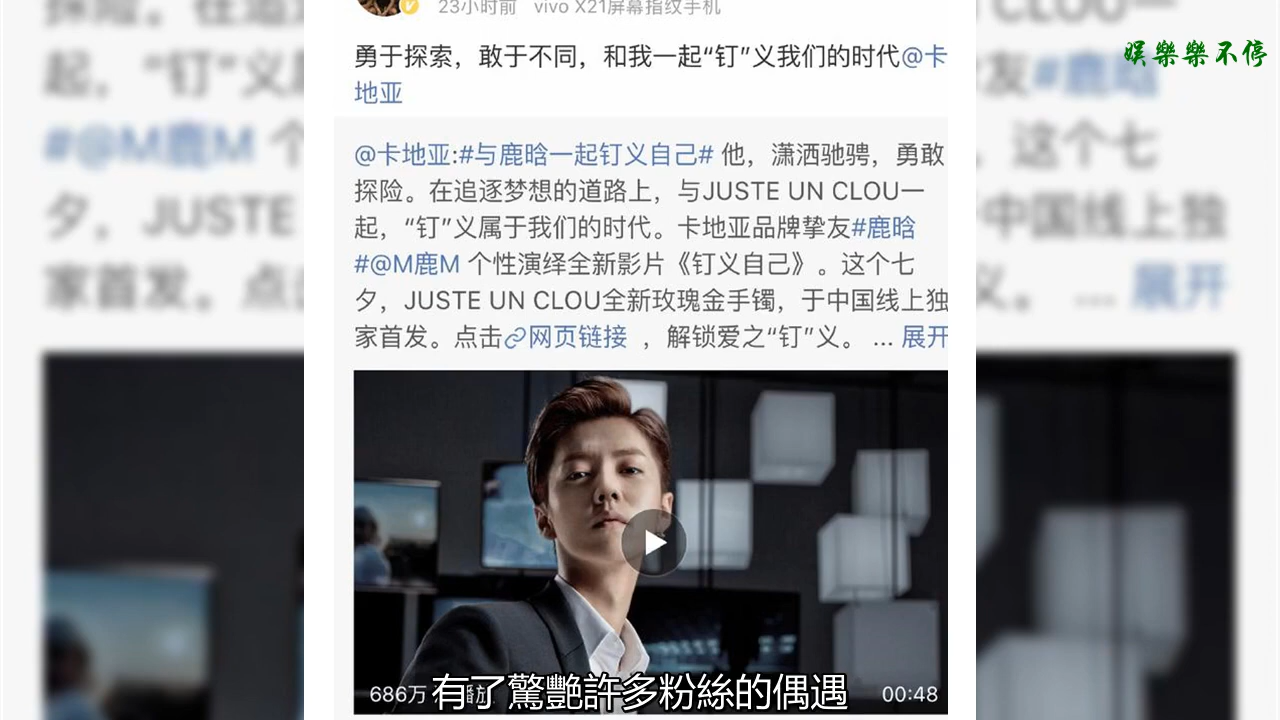 娱樂樂不停
23小时前 vivo X21屏幕指纹手机
勇于探索，敢于不同，和我一起“钉”义我们的时代@卡
地亚
@卡地亚:#与鹿晗一起钉义自己# 他，潇洒驰骋，勇敢
探险。在追逐梦想的道路上，与JUSTE UN CLOU一
起，“钉”义属于我们的时代。卡地亚品牌挚友#鹿晗
#@M鹿M 个性演绎全新影片《钉义自己》。这个七
夕，JUSTE UN CLOU全新玫瑰金手镯，于中国线上独
家首发。点击网页链接 ，解锁爱之“钉”义。 ... 展开
686万 播放 00:48
有了驚艷許多粉絲的偶遇